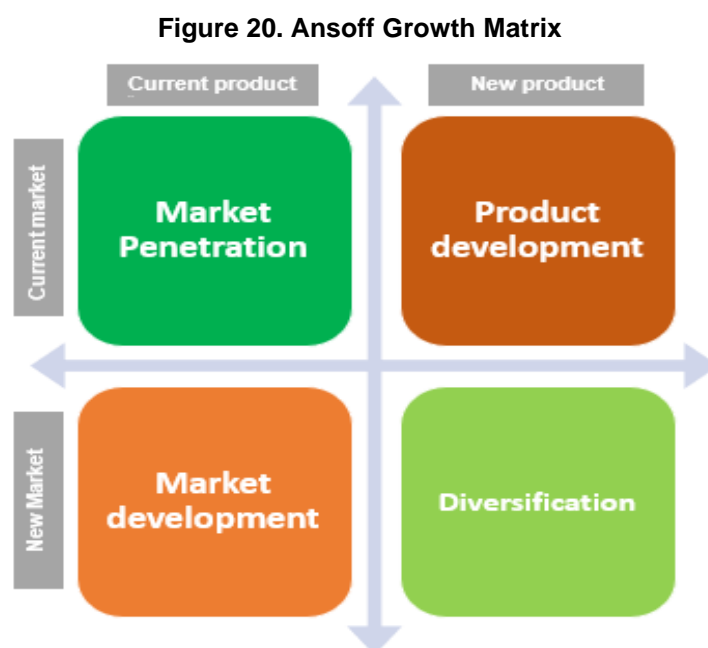 Figure 20. Ansoff Growth Matrix
Current product
New product
Current market
Market
Penetration
Product
development
New Market
Market
development
Diversification